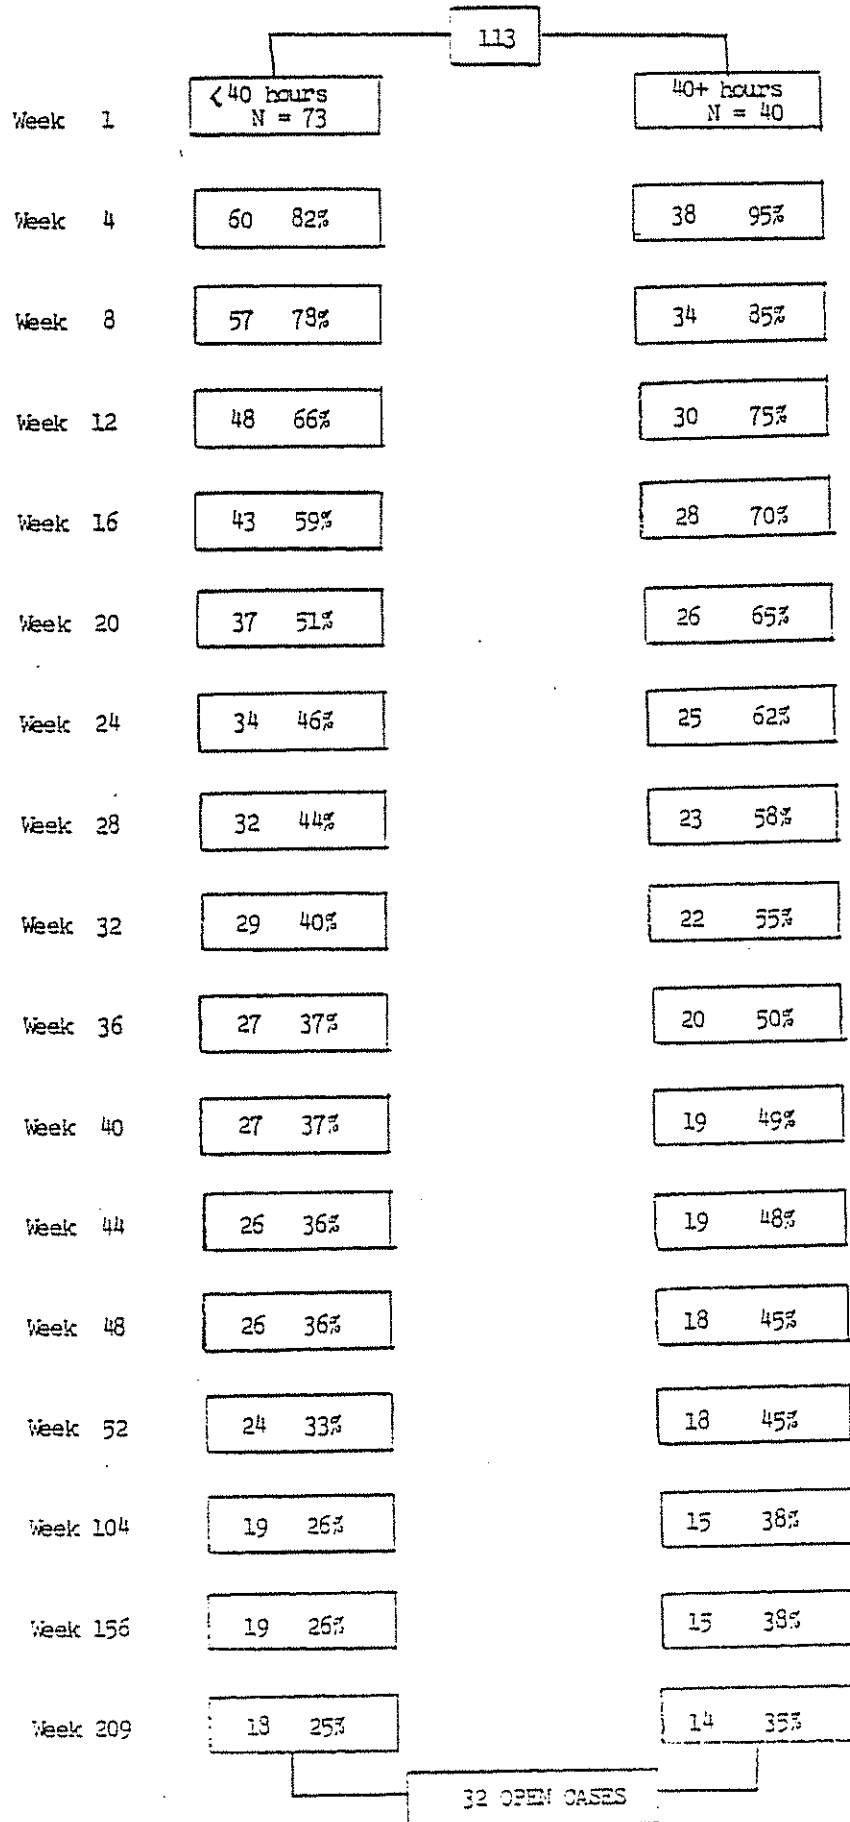 113
<40 hours
N = 73
40+ hours
N = 40
Week 1
Week 4 60 82% 38 95%
Week 8 57 78% 34 85%
Week 12 48 66% 30 75%
Week 16 43 59% 28 70%
Week 20 37 51% 26 65%
Week 24 34 46% 25 62%
Week 28 32 44% 23 58%
Week 32 29 40% 22 55%
Week 36 27 37% 20 50%
Week 40 27 37% 19 49%
Week 44 26 36% 19 48%
Week 48 26 36% 18 45%
Week 52 24 33% 18 45%
Week 104 19 26% 15 38%
Week 156 19 26% 15 38%
Week 209 18 25% 14 35%
32 OPEN CASES